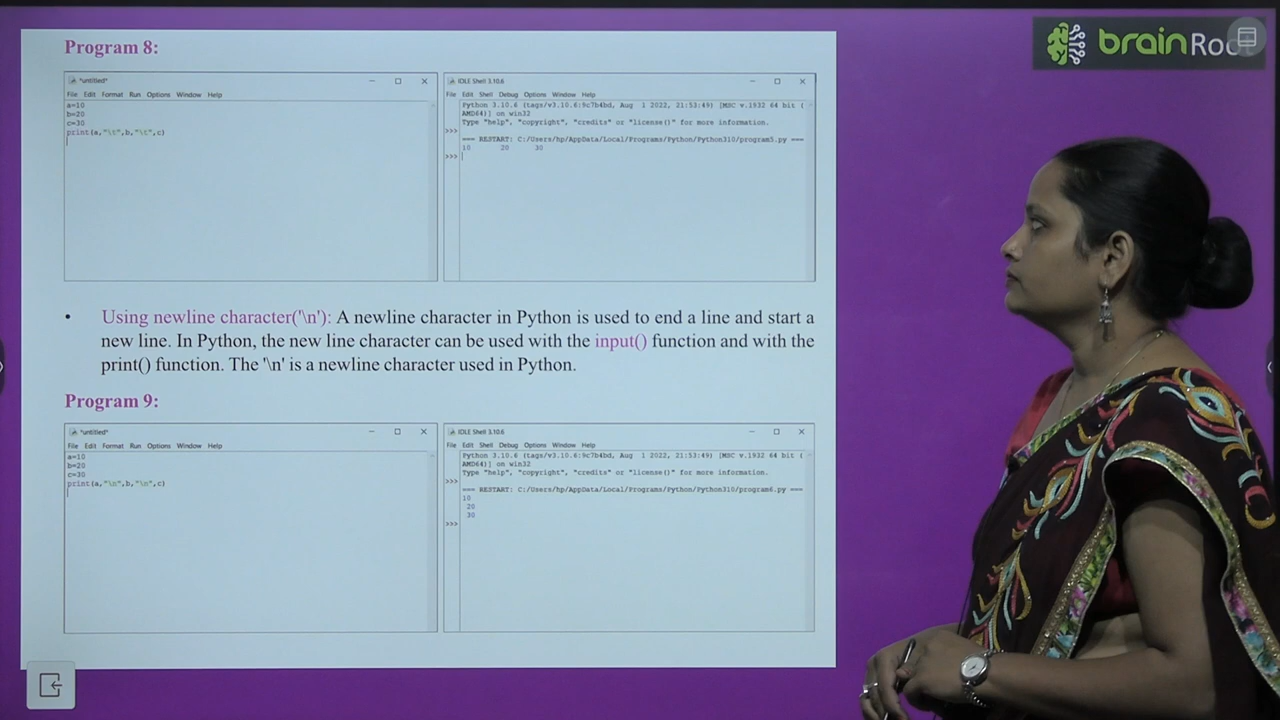 brainRoo
Program 8:
*untitled*
File Edit Format Run Options Window Help
a=10
b=20
c=30
print(a,"\t",b,"\t",c)
IDLE Shell 3.10.6
File Edit Shell Debug Options Window Help
Python 3.10.6 (tags/v3.10.6:9c7b4bd, Aug 1 2022, 21:53:49) [MSC v.1932 64 bit (
AMD64)] on win32
Type "help", "copyright", "credits" or "license()" for more information.
>>>
=== RESTART: C:/Users/hp/AppData/Local/Programs/Python/Python310/program5.py ===
10 20 30
>>>
• Using newline character('\n'): A newline character in Python is used to end a line and start a
new line. In Python, the new line character can be used with the input() function and with the
print() function. The '\n' is a newline character used in Python.
Program 9:
*untitled*
File Edit Format Run Options Window Help
a=10
b=20
c=30
print(a,"\n",b,"\n",c)
IDLE Shell 3.10.6
File Edit Shell Debug Options Window Help
Python 3.10.6 (tags/v3.10.6:9c7b4bd, Aug 1 2022, 21:53:49) [MSC v.1932 64 bit (
AMD64)] on win32
Type "help", "copyright", "credits" or "license()" for more information.
>>>
=== RESTART: C:/Users/hp/AppData/Local/Programs/Python/Python310/program6.py ===
10
20
30
>>>